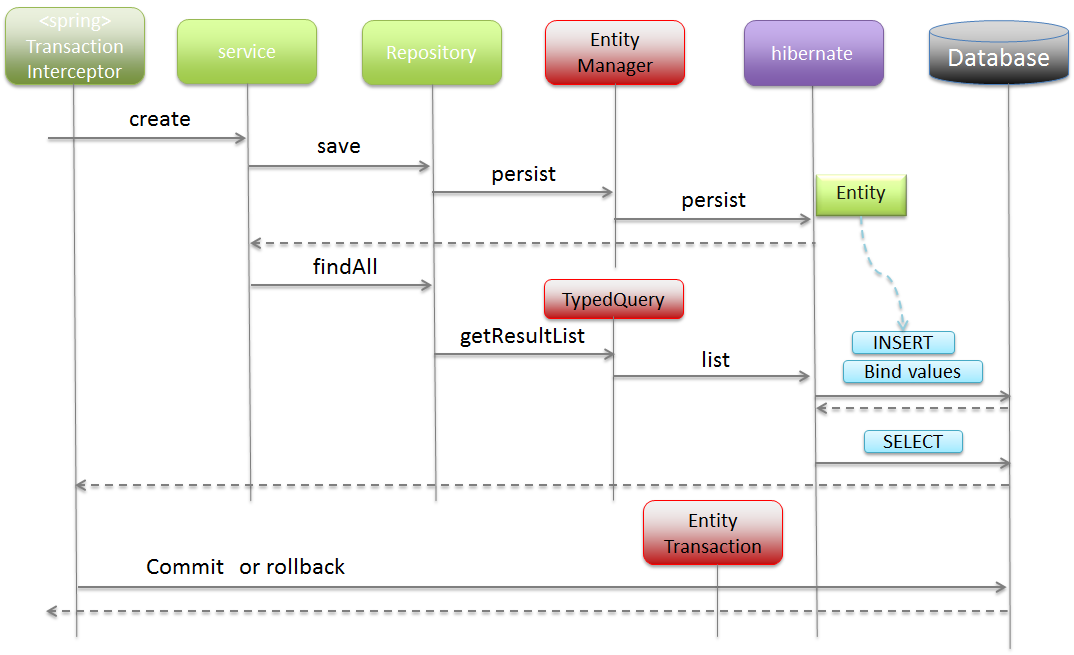 <spring>
Transaction
Interceptor
service
Repository
Entity
Manager
hibernate
Database
create
save
persist
persist
Entity
findAll
TypedQuery
getResultList
INSERT
list
Bind values
SELECT
Entity
Transaction
Commit or rollback